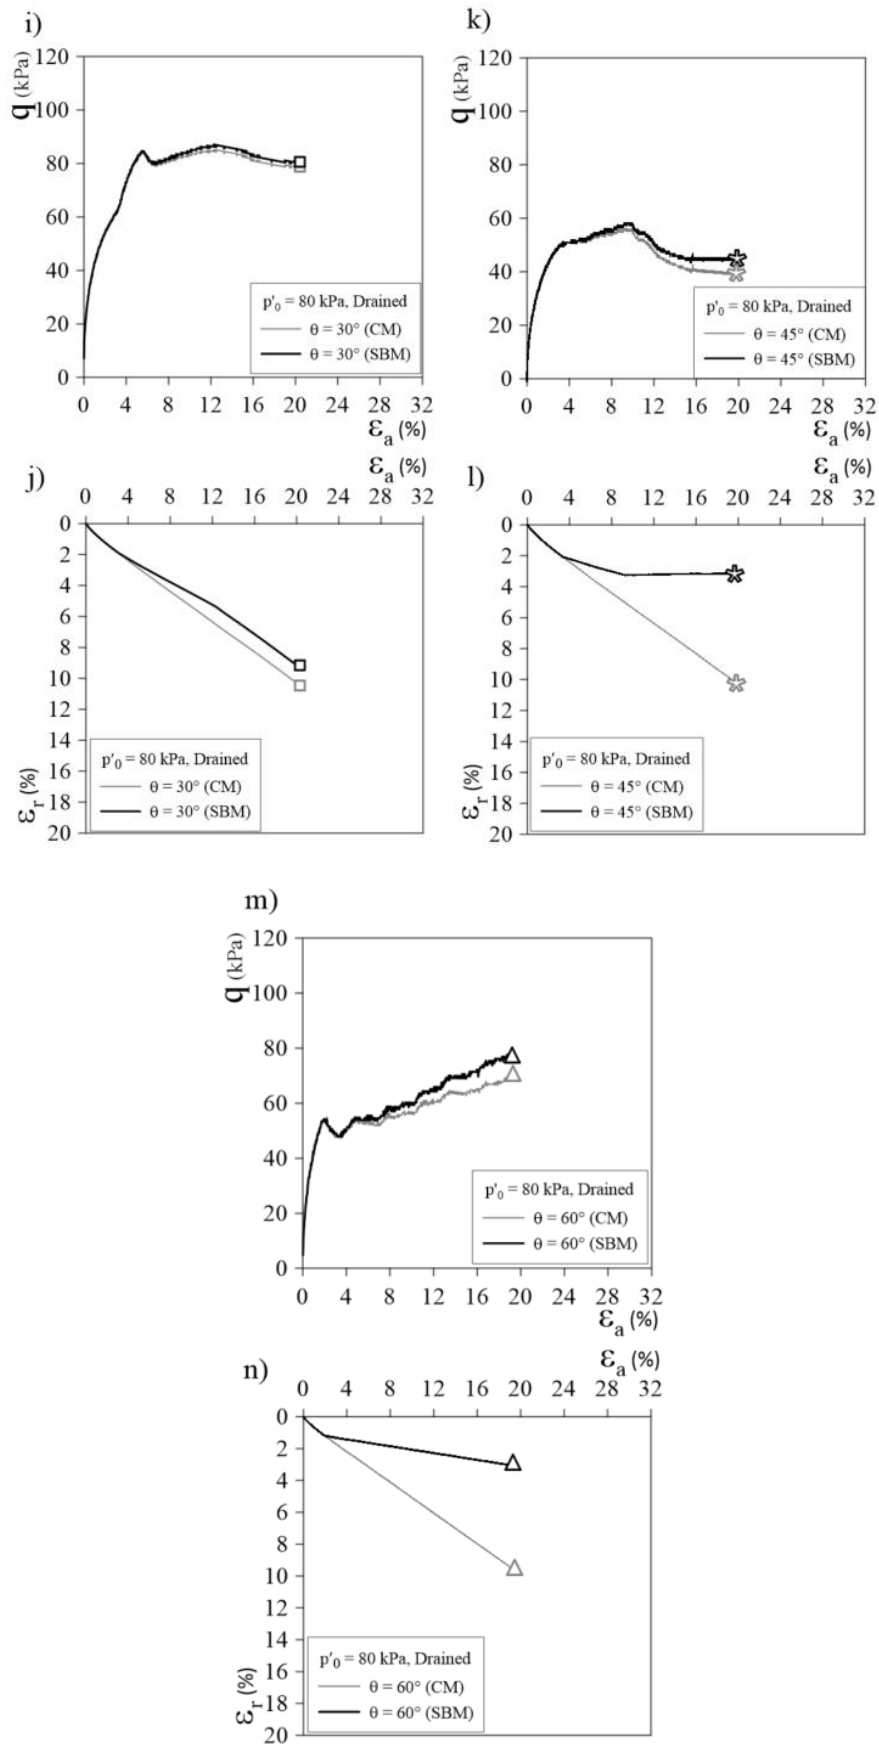 i)
q (kPa)
120
100
80
60
40
20
0
p'0 = 80 kPa, Drained
θ = 30° (CM)
θ = 30° (SBM)
0 4 8 12 16 20 24 28 32
εa (%)
k)
q (kPa)
120
100
80
60
40
20
0
p'0 = 80 kPa, Drained
θ = 45° (CM)
θ = 45° (SBM)
0 4 8 12 16 20 24 28 32
εa (%)
j)
εa (%)
0 4 8 12 16 20 24 28 32
0
2
4
6
8
10
12
14
16
18
20
εr (%)
p'0 = 80 kPa, Drained
θ = 30° (CM)
θ = 30° (SBM)
l)
εa (%)
0 4 8 12 16 20 24 28 32
0
2
4
6
8
10
12
14
16
18
20
εr (%)
p'0 = 80 kPa, Drained
θ = 45° (CM)
θ = 45° (SBM)
m)
q (kPa)
120
100
80
60
40
20
0
p'0 = 80 kPa, Drained
θ = 60° (CM)
θ = 60° (SBM)
0 4 8 12 16 20 24 28 32
εa (%)
n)
εa (%)
0 4 8 12 16 20 24 28 32
0
2
4
6
8
10
12
14
16
18
20
εr (%)
p'0 = 80 kPa, Drained
θ = 60° (CM)
θ = 60° (SBM)